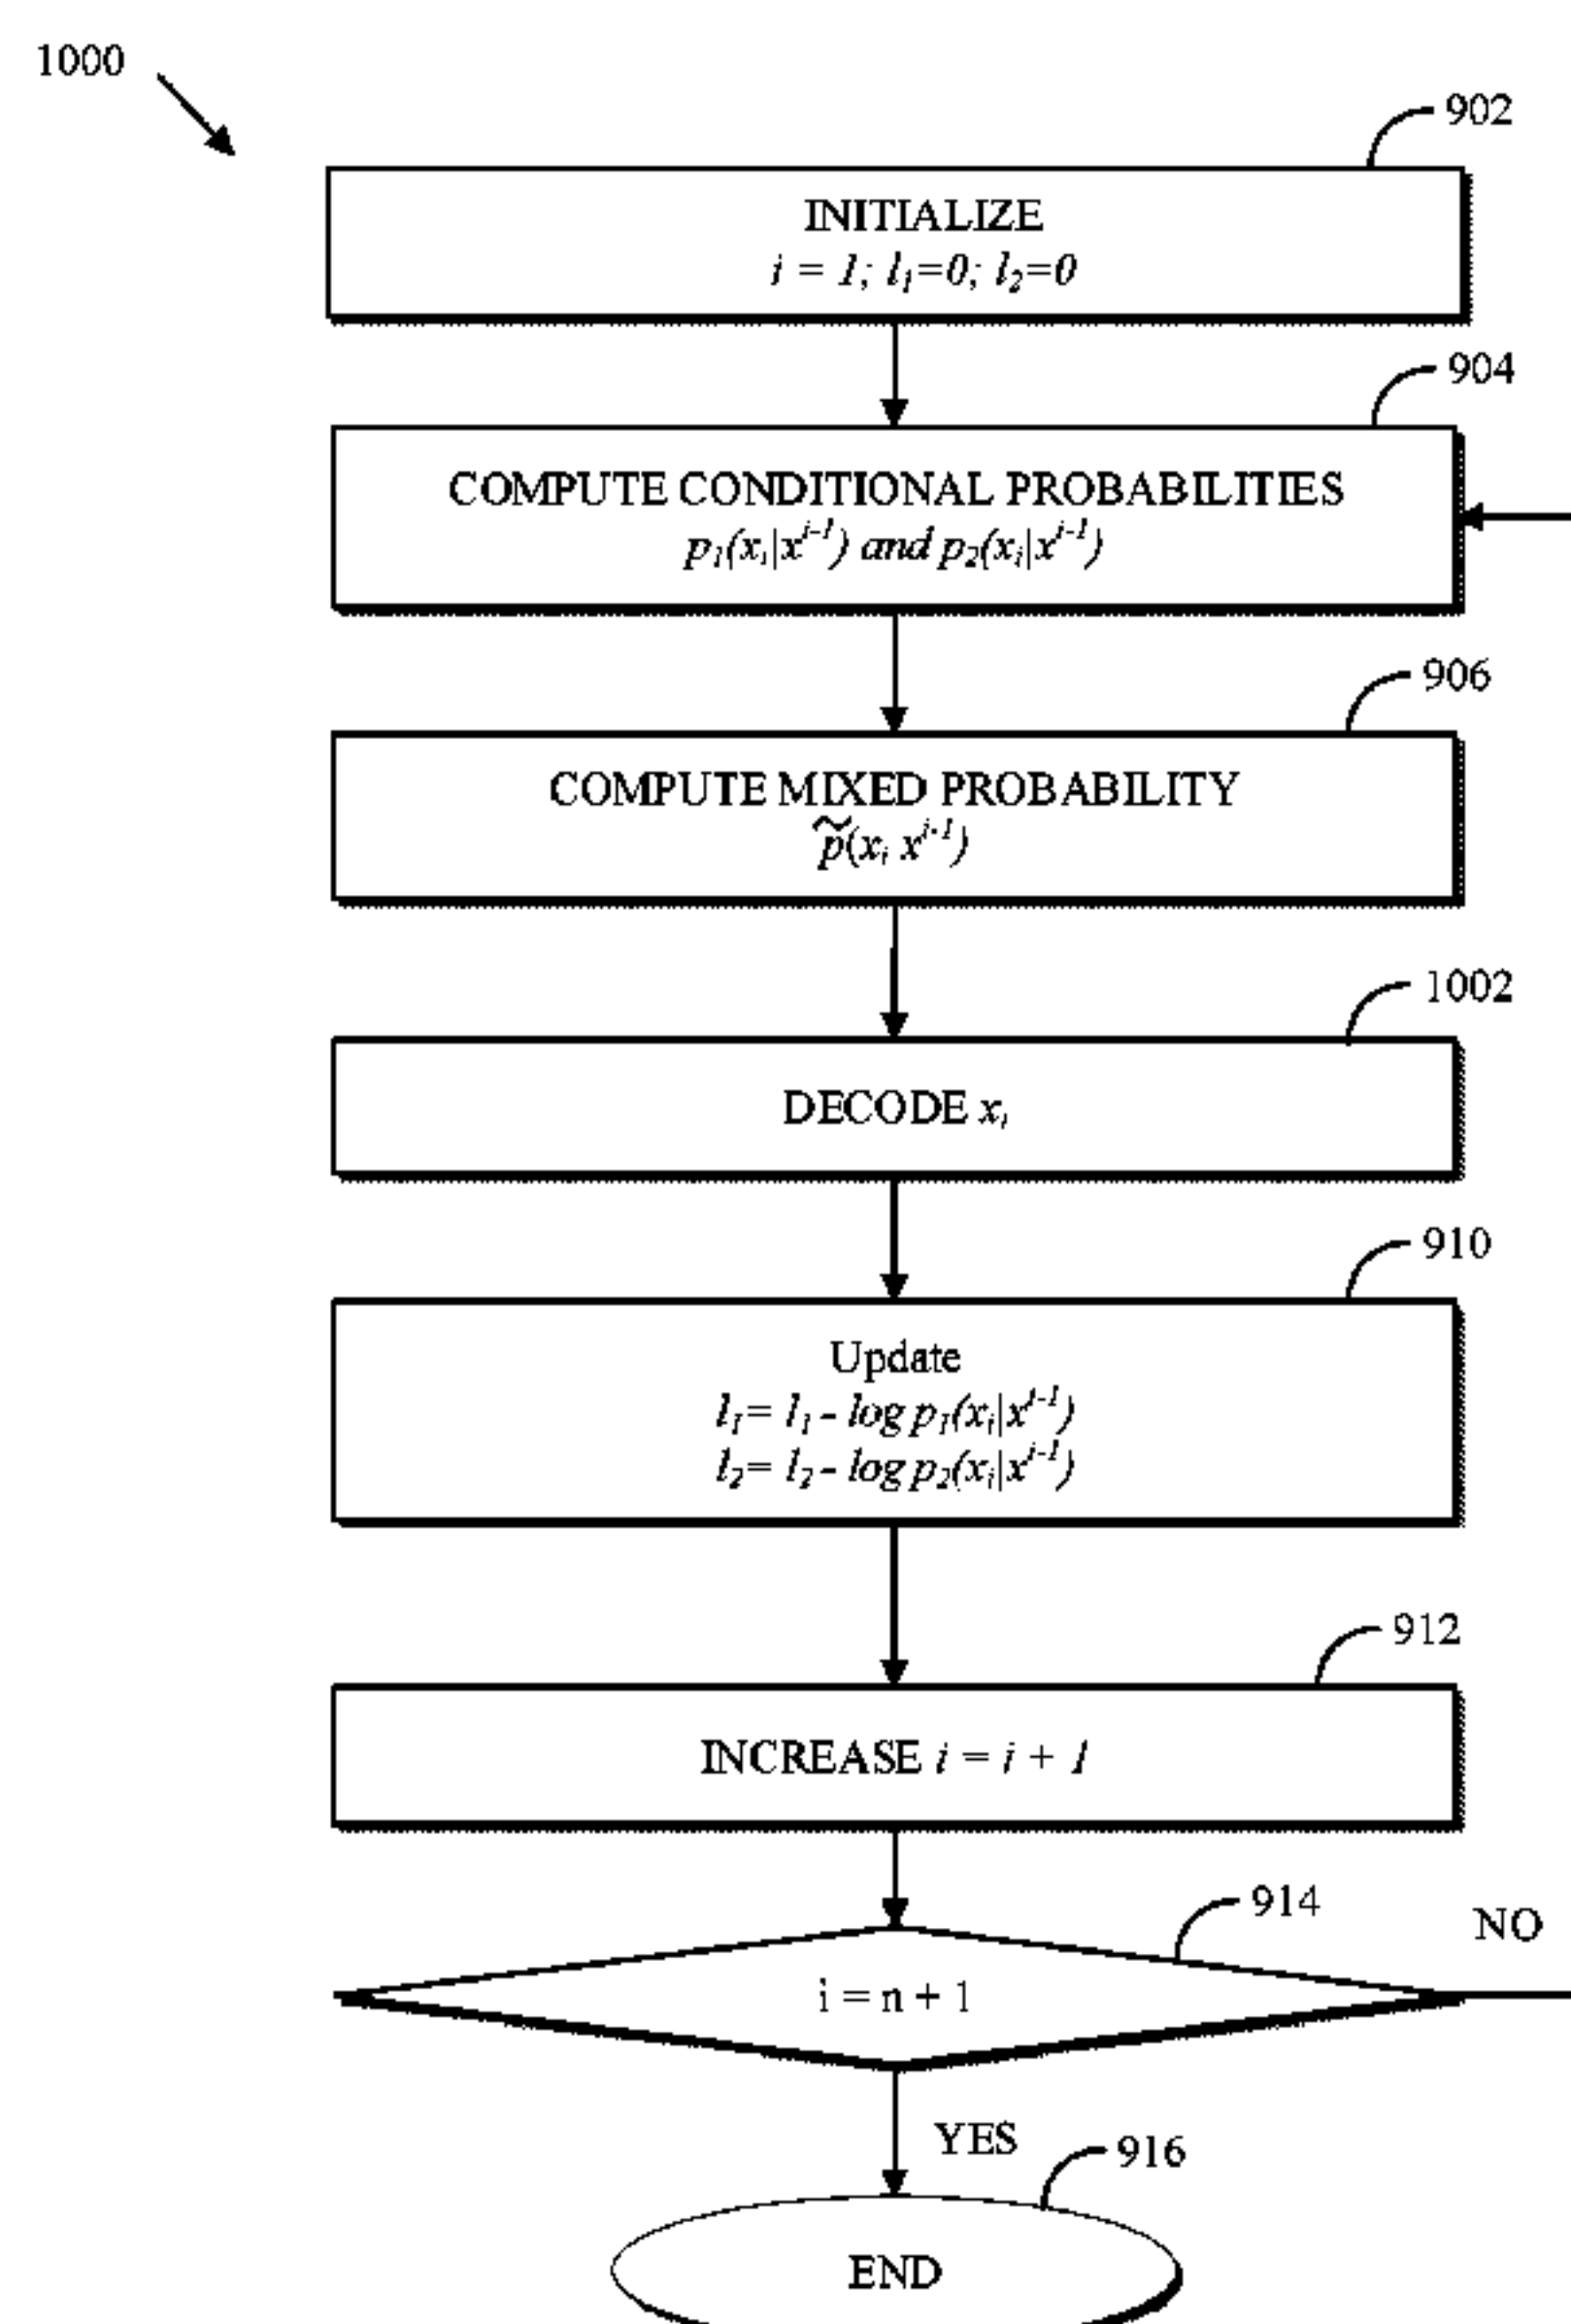 1000
902
INITIALIZE
i = 1; l₁=0; l₂=0
904
COMPUTE CONDITIONAL PROBABILITIES
p₁(xᵢ|xⁱ⁻¹) and p₂(xᵢ|xⁱ⁻¹)
906
COMPUTE MIXED PROBABILITY
p̃(xᵢ xⁱ⁻¹)
1002
DECODE xᵢ
910
Update
l₁= l₁ - log p₁(xᵢ|xⁱ⁻¹)
l₂= l₂ - log p₂(xᵢ|xⁱ⁻¹)
912
INCREASE i = i + 1
914
NO
i = n + 1
YES
916
END